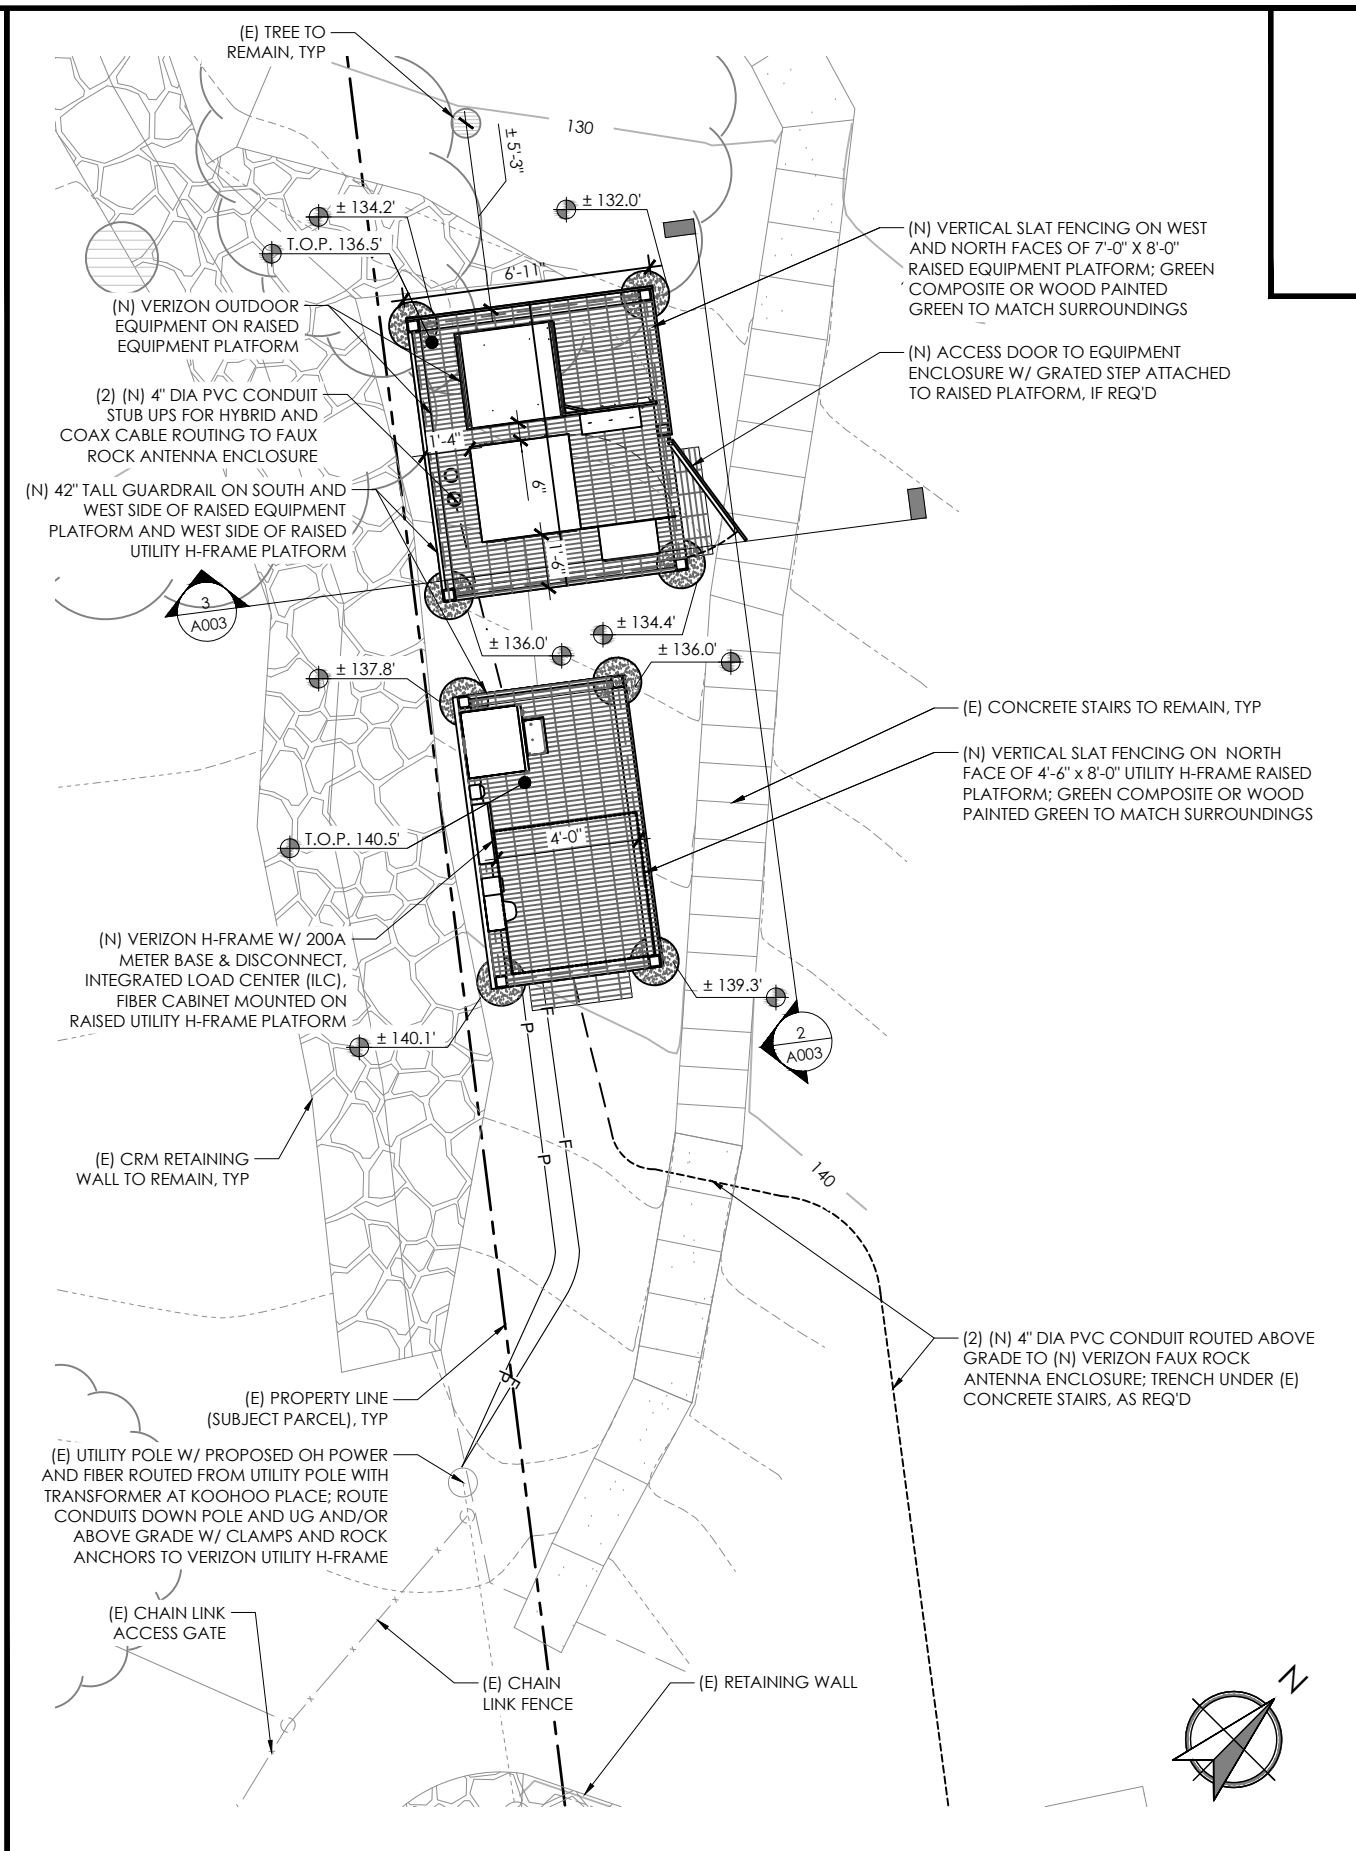 (E) TREE TO
REMAIN, TYP
130
± 5'-3"
± 134.2'
± 132.0'
T.O.P. 136.5'
6'-11"
(N) VERTICAL SLAT FENCING ON WEST
AND NORTH FACES OF 7'-0" X 8'-0"
RAISED EQUIPMENT PLATFORM; GREEN
COMPOSITE OR WOOD PAINTED
GREEN TO MATCH SURROUNDINGS
(N) VERIZON OUTDOOR
EQUIPMENT ON RAISED
EQUIPMENT PLATFORM
(N) ACCESS DOOR TO EQUIPMENT
ENCLOSURE W/ GRATED STEP ATTACHED
TO RAISED PLATFORM, IF REQ'D
(2) (N) 4" DIA PVC CONDUIT
STUB UPS FOR HYBRID AND
COAX CABLE ROUTING TO FAUX
ROCK ANTENNA ENCLOSURE
1'-4"
6"
1'-6"
(N) 42" TALL GUARDRAIL ON SOUTH AND
WEST SIDE OF RAISED EQUIPMENT
PLATFORM AND WEST SIDE OF RAISED
UTILITY H-FRAME PLATFORM
3
A003
± 136.0'
± 134.4'
± 136.0'
± 137.8'
(E) CONCRETE STAIRS TO REMAIN, TYP
(N) VERTICAL SLAT FENCING ON  NORTH
FACE OF 4'-6" x 8'-0" UTILITY H-FRAME RAISED
PLATFORM; GREEN COMPOSITE OR WOOD
PAINTED GREEN TO MATCH SURROUNDINGS
T.O.P. 140.5'
4'-0"
(N) VERIZON H-FRAME W/ 200A
METER BASE & DISCONNECT,
INTEGRATED LOAD CENTER (ILC),
FIBER CABINET MOUNTED ON
RAISED UTILITY H-FRAME PLATFORM
± 139.3'
± 140.1'
2
A003
P
F
P
F
(E) CRM RETAINING
WALL TO REMAIN, TYP
140
(2) (N) 4" DIA PVC CONDUIT ROUTED ABOVE
GRADE TO (N) VERIZON FAUX ROCK
ANTENNA ENCLOSURE; TRENCH UNDER (E)
CONCRETE STAIRS, AS REQ'D
P
F
(E) PROPERTY LINE
(SUBJECT PARCEL), TYP
(E) UTILITY POLE W/ PROPOSED OH POWER
AND FIBER ROUTED FROM UTILITY POLE WITH
TRANSFORMER AT KOOHOO PLACE; ROUTE
CONDUITS DOWN POLE AND UG AND/OR
ABOVE GRADE W/ CLAMPS AND ROCK
ANCHORS TO VERIZON UTILITY H-FRAME
(E) CHAIN LINK
ACCESS GATE
(E) CHAIN
LINK FENCE
(E) RETAINING WALL
N